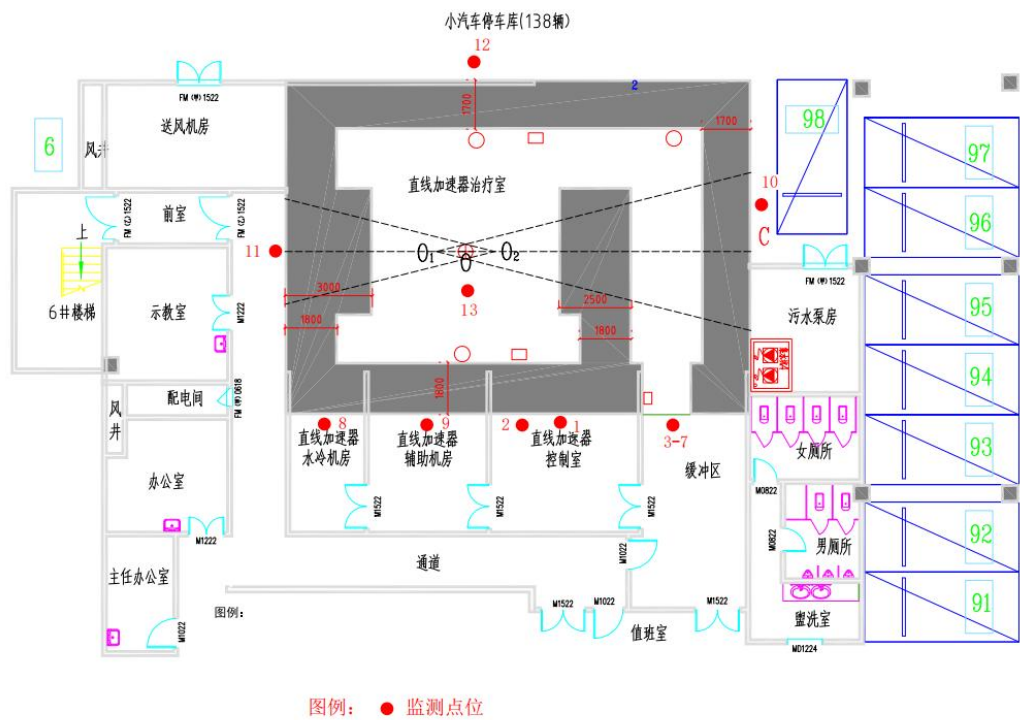 小汽车停车库(138辆)
12
2
FM (甲) 1522
1700
1700
98
6
风井
送风机房
97
直线加速器治疗室
10
前室
FM (乙) 1522
FM (乙) 1522
96
C
上
11
O1
O2
O
FM (甲) 1522
3000
13
2500
6#楼梯
示教室
M1222
1800
1800
污水泵房
95
配电间
FM (甲) 0618
1800
94
风井
直线加速器
水冷机房
8
直线加速器
辅助机房
9
2
直线加速器
控制室
1
3-7
缓冲区
女厕所
93
办公室
M1522
M1522
M1522
M0822
M1222
M1022
M0822
92
通道
男厕所
主任办公室
图例:
M1022
M1522
M1022
值班室
M1522
盥洗室
91
MD1224
图例: 监测点位